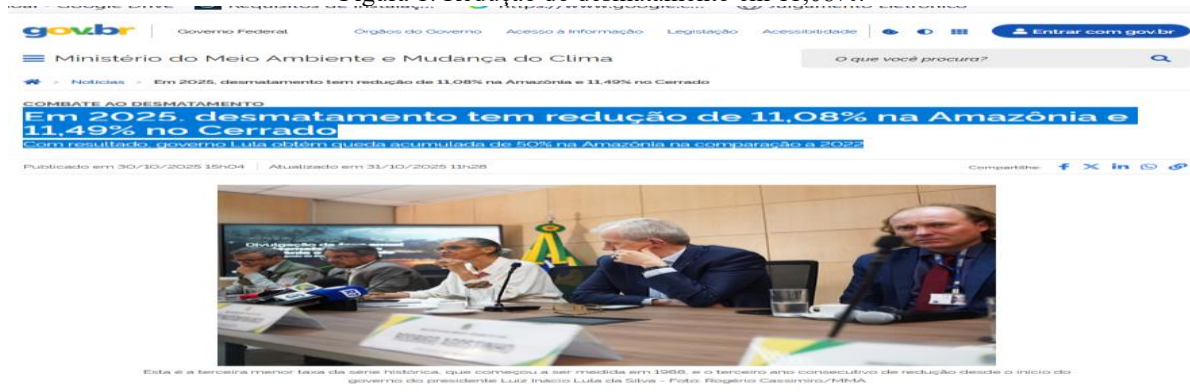 gov.br Governo Federal Órgãos do Governo Acesso à Informação Legislação Acessibilidade Entrar com gov.br
Ministério do Meio Ambiente e Mudança do Clima O que você procura?
> Notícias > Em 2025, desmatamento tem redução de 11,08% na Amazônia e 11,49% no Cerrado
COMBATE AO DESMATAMENTO
Em 2025, desmatamento tem redução de 11,08% na Amazônia e
11,49% no Cerrado
Com resultado, governo Lula obtém queda acumulada de 50% na Amazônia na comparação a 2022
Publicado em 30/10/2025 15h04 Atualizado em 31/10/2025 11h28 Compartilhe:
Divulgação da
Esta é a terceira menor taxa da série histórica, que começou a ser medida em 1988, e o terceiro ano consecutivo de redução desde o início do
governo do presidente Luiz Inácio Lula da Silva - Foto: Rogério Cassimiro/MMA